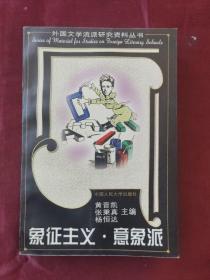 外国文学流派研究资料丛书
Series of Material for Studies on Foreign Literary Schools
中国人民大学出版社
黄晋凯
张秉真 主编
杨恒达
象征主义·意象派